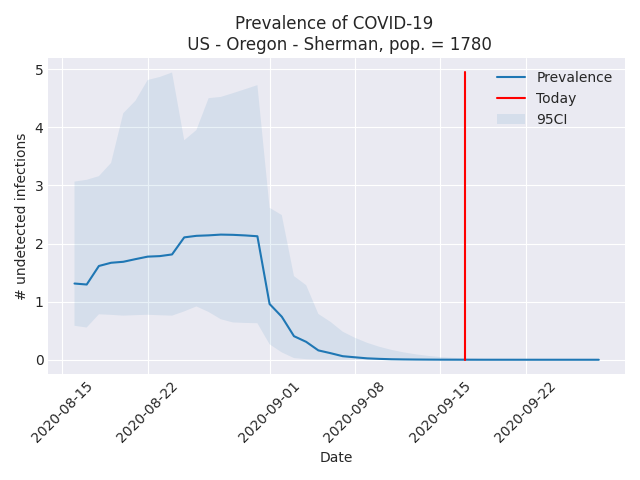 Prevalence of COVID-19
US - Oregon - Sherman, pop. = 1780
# undetected infections
5
4
3
2
1
0
Prevalence
Today
95CI
2020-08-15
2020-08-22
2020-09-01
2020-09-08
2020-09-15
2020-09-22
Date